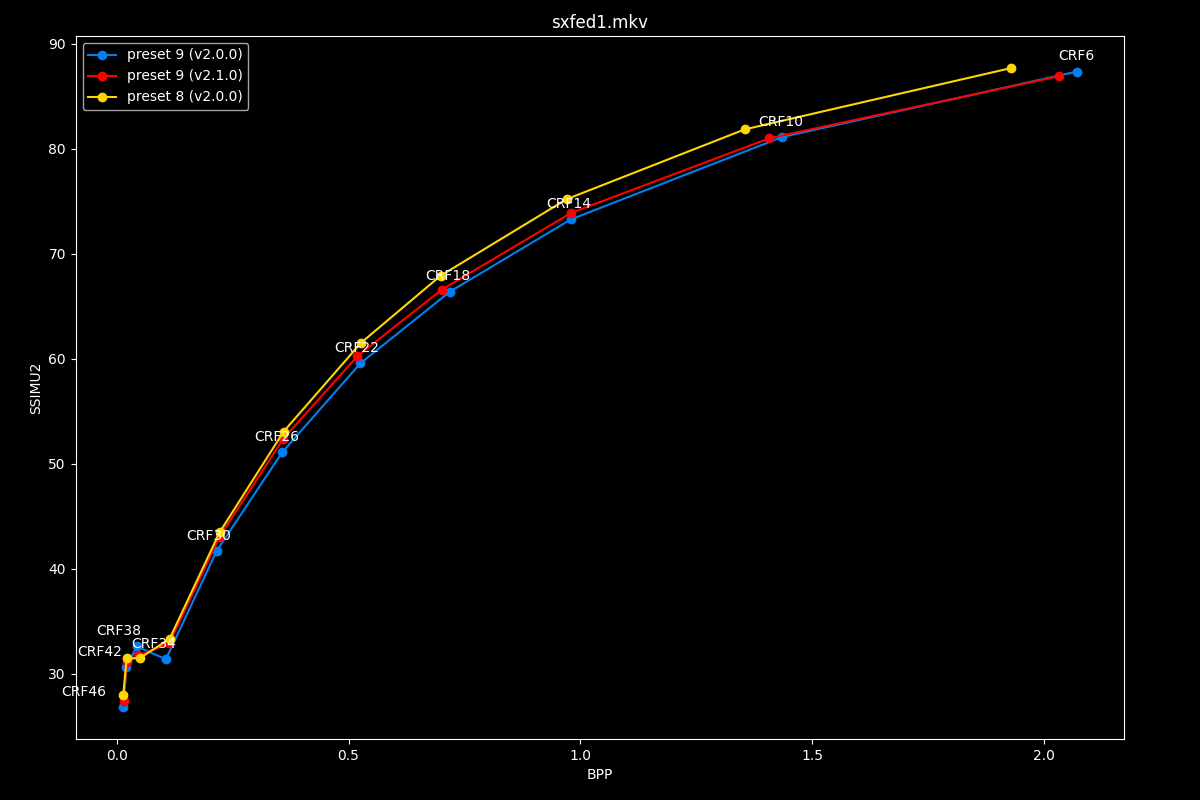 sxfed1.mkv
preset 9 (v2.0.0)
preset 9 (v2.1.0)
preset 8 (v2.0.0)
90
80
70
60
50
40
30
SSIMU2
CRF6
CRF10
CRF14
CRF18
CRF22
CRF26
CRF30
CRF34
CRF38
CRF42
CRF46
0.0
0.5
1.0
1.5
2.0
BPP